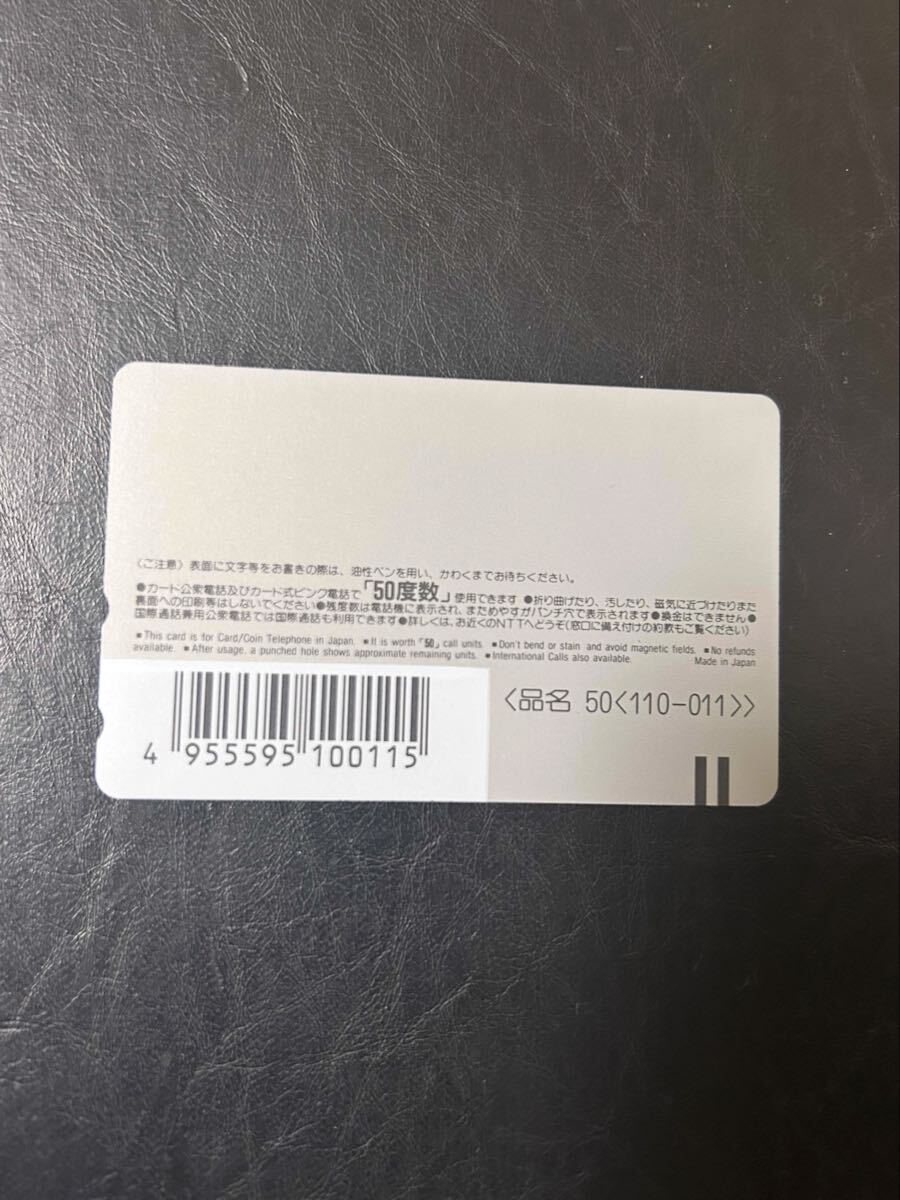 〈ご注意〉表面に文字等をお書きの際は、油性ペンを用い、かわくまでお待ちください。
●カード公衆電話及びカード式ピンク電話で「50度数」使用できます ●折り曲げたり、汚したり、磁気に近づけたりまた
裏面への印刷等はしないでください●残度数は電話機に表示され、まためやすがパンチ穴で表示されます●換金はできません●
国際通話兼用公衆電話では国際通話も利用できます●詳しくは、お近くのNTTへどうぞ(窓口に備え付けの約款もご覧ください)
■This card is for Card/Coin Telephone in Japan. ■It is worth「50」call units. ■Don't bend or stain and avoid magnetic fields. ■No refunds
available. ■After usage, a punched hole shows approximate remaining units. ■International Calls also available. Made in Japan
〈品名 50〈110-011〉〉
4 955595 100115